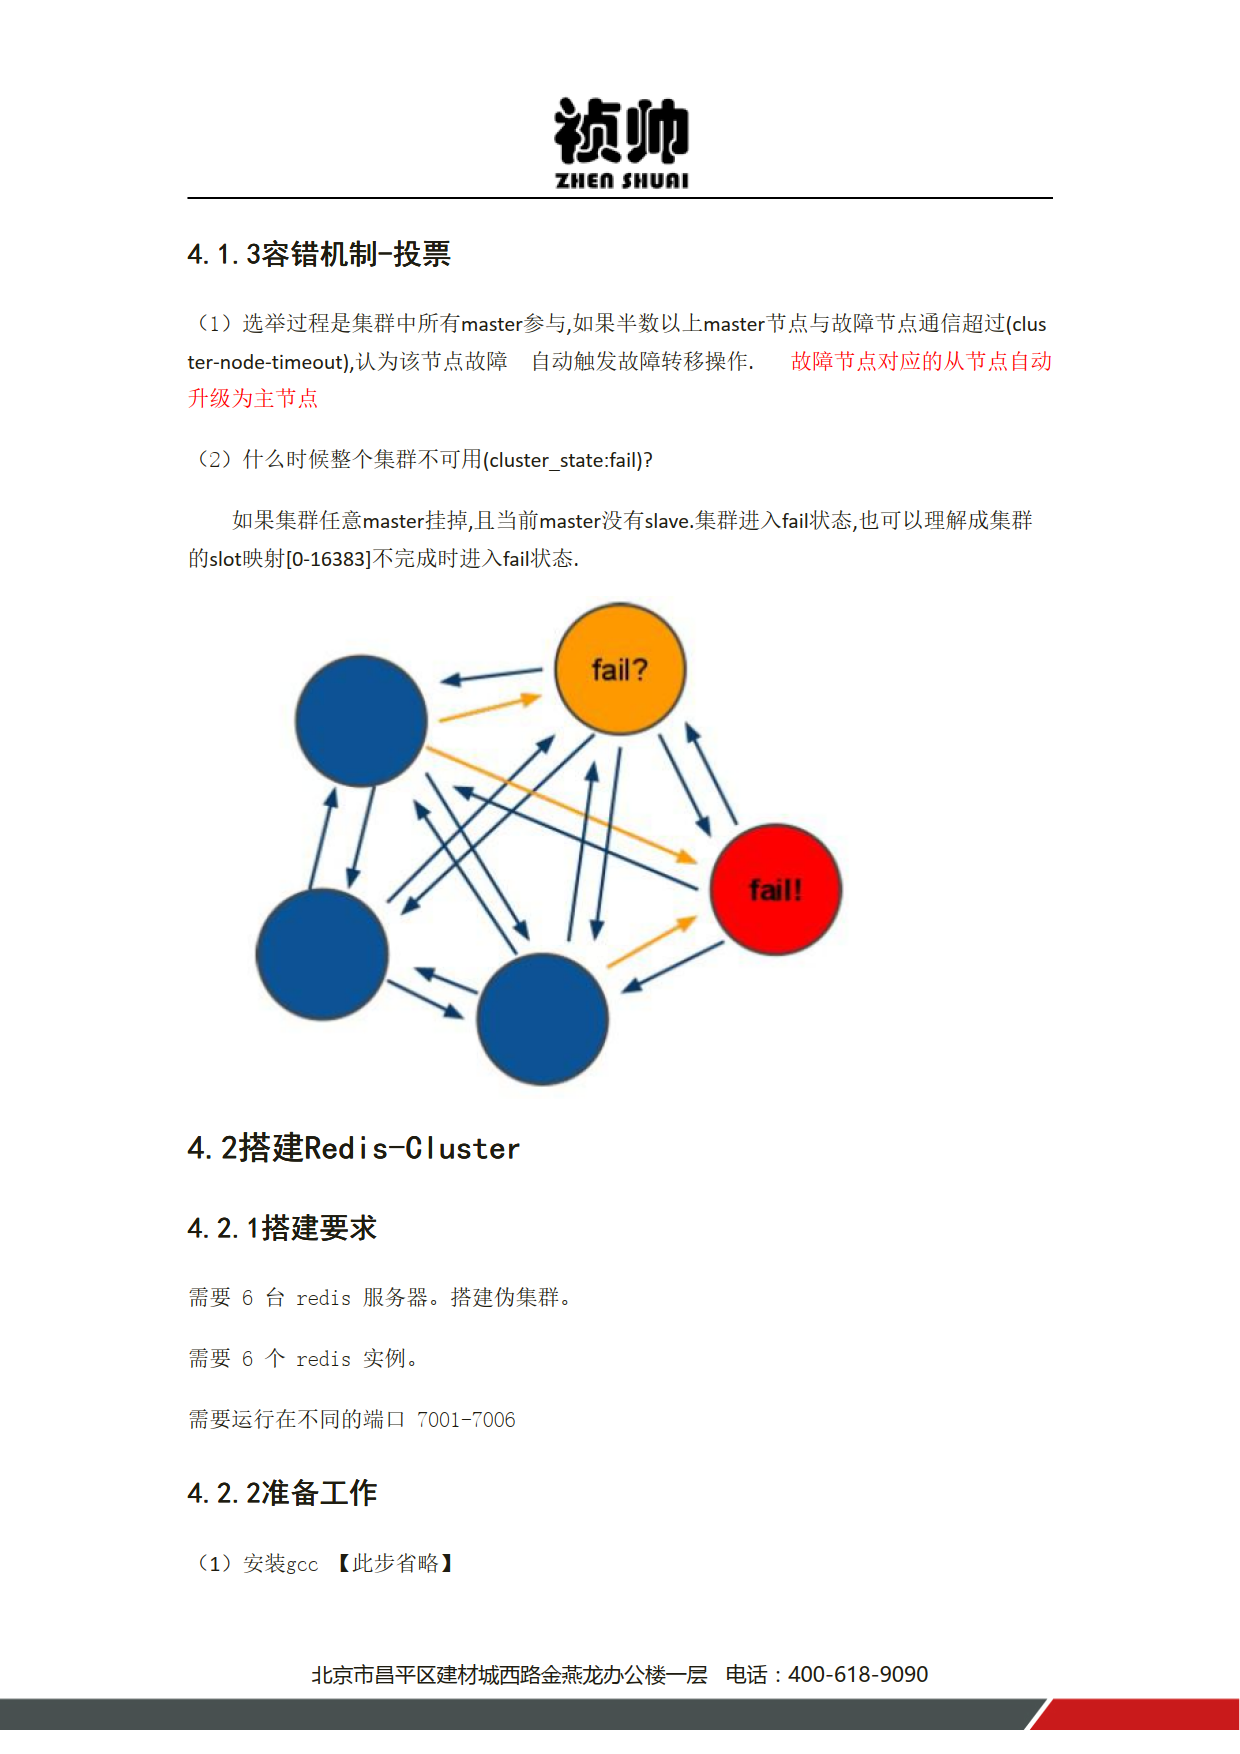 祯帅
ZHEN SHUAI
4.1.3容错机制-投票
（1）选举过程是集群中所有master参与,如果半数以上master节点与故障节点通信超过(clus
ter-node-timeout),认为该节点故障 自动触发故障转移操作. 故障节点对应的从节点自动
升级为主节点
（2）什么时候整个集群不可用(cluster_state:fail)?
如果集群任意master挂掉,且当前master没有slave.集群进入fail状态,也可以理解成集群
的slot映射[0-16383]不完成时进入fail状态.
fail?
fail!
4.2搭建Redis-Cluster
4.2.1搭建要求
需要 6 台 redis 服务器。搭建伪集群。
需要 6 个 redis 实例。
需要运行在不同的端口 7001-7006
4.2.2准备工作
（1）安装gcc 【此步省略】
北京市昌平区建材城西路金燕龙办公楼一层 电话：400-618-9090